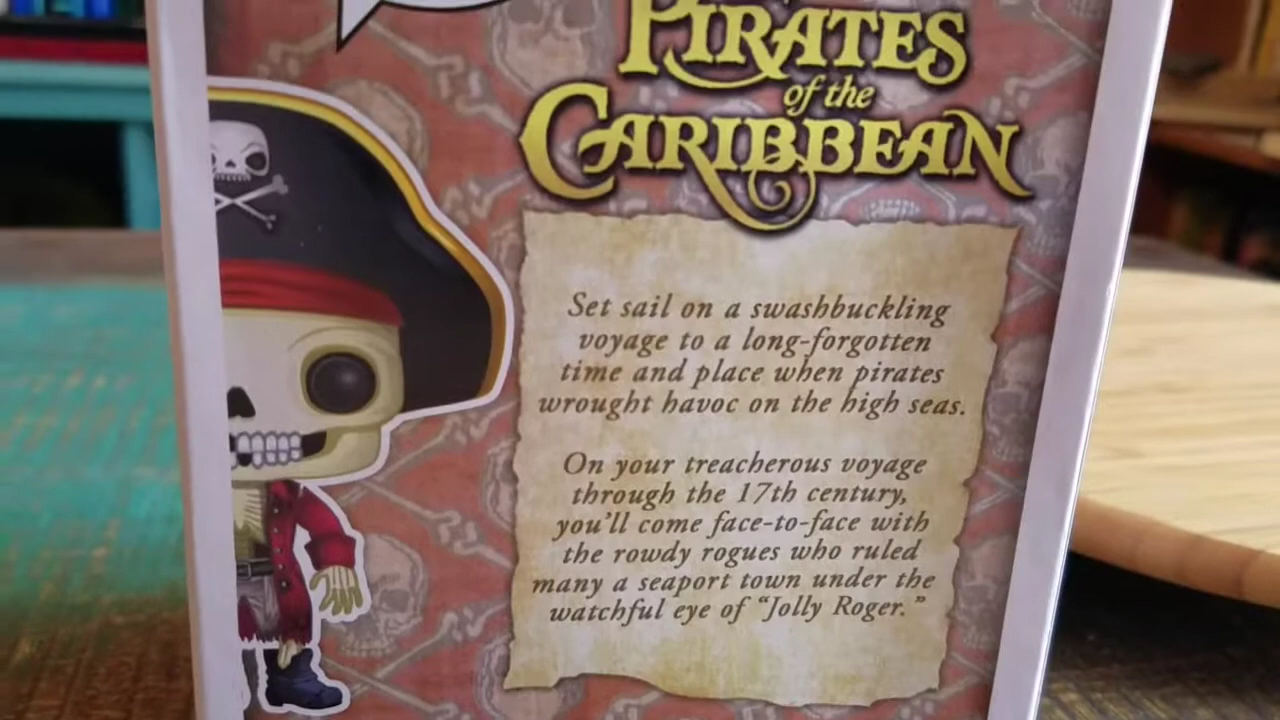 PIRATES
of the
CARIBBEAN
Set sail on a swashbuckling
voyage to a long-forgotten
time and place when pirates
wrought havoc on the high seas.
On your treacherous voyage
through the 17th century,
you'll come face-to-face with
the rowdy rogues who ruled
many a seaport town under the
watchful eye of "Jolly Roger."